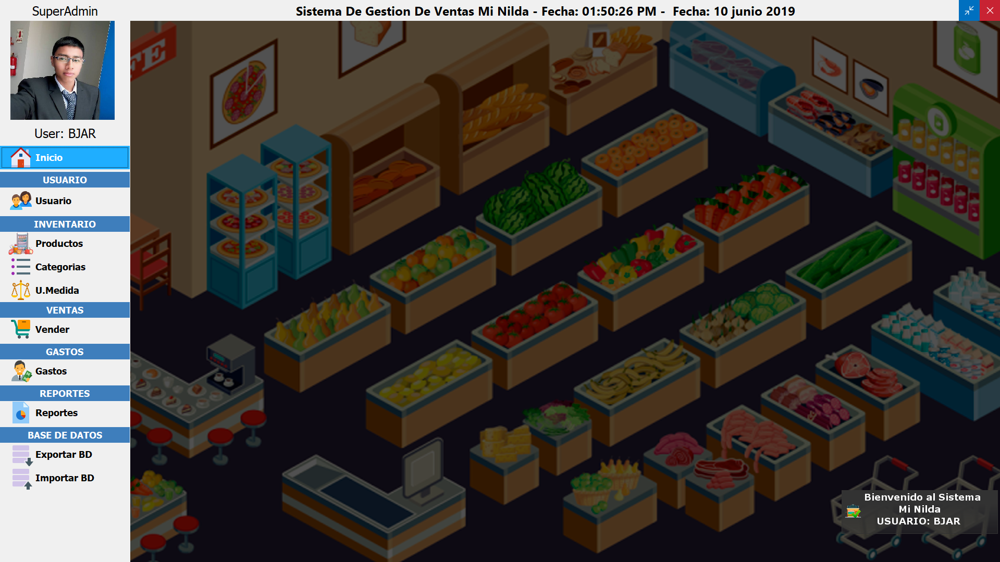 SuperAdmin
Sistema De Gestion De Ventas Mi Nilda - Fecha: 01:50:26 PM -  Fecha: 10 junio 2019
FE
User: BJAR
Inicio
USUARIO
Usuario
INVENTARIO
Productos
Categorias
U.Medida
VENTAS
Vender
GASTOS
Gastos
REPORTES
Reportes
BASE DE DATOS
Exportar BD
Importar BD
Bienvenido al Sistema
Mi Nilda
USUARIO: BJAR